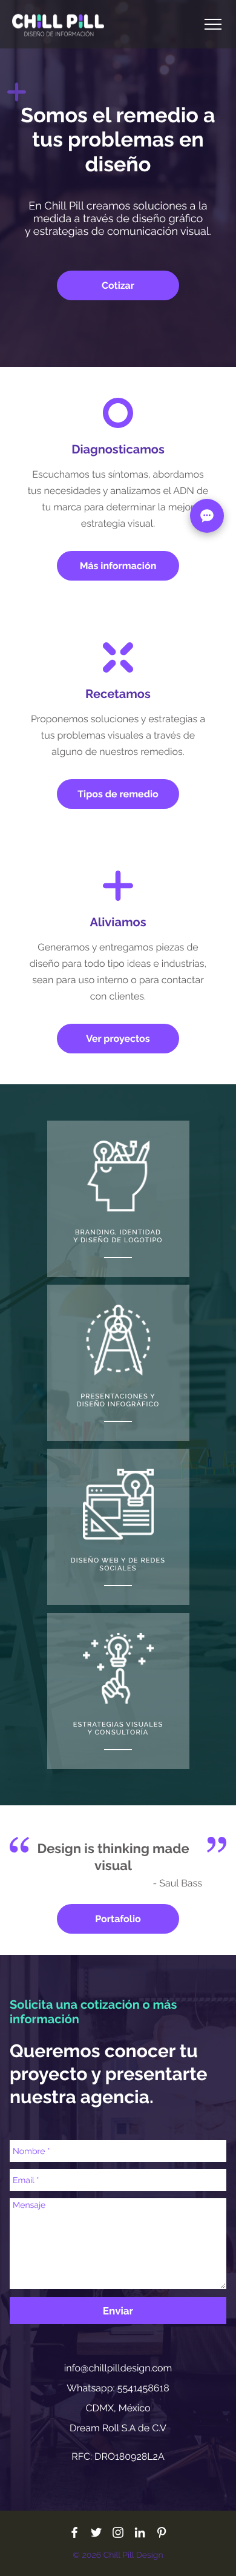 CHILL PILL
DISEÑO DE INFORMACIÓN
Somos el remedio a
tus problemas en
diseño
En Chill Pill creamos soluciones a la
medida a través de diseño gráfico
y estrategias de comunicación visual.
Cotizar
Diagnosticamos
Escuchamos tus síntomas, abordamos
tus necesidades y analizamos el ADN de
tu marca para determinar la mejor
estrategia visual.
Más información
Recetamos
Proponemos soluciones y estrategias a
tus problemas visuales a través de
alguno de nuestros remedios.
Tipos de remedio
Aliviamos
Generamos y entregamos piezas de
diseño para todo tipo ideas e industrias,
sean para uso interno o para contactar
con clientes.
Ver proyectos
BRANDING, IDENTIDAD
Y DISEÑO DE LOGOTIPO
PRESENTACIONES Y
DISEÑO INFOGRÁFICO
DISEÑO WEB Y DE REDES
SOCIALES
ESTRATEGIAS VISUALES
Y CONSULTORÍA
“ Design is thinking made ”
visual
- Saul Bass
Portafolio
Solicita una cotización o más
información
Queremos conocer tu
proyecto y presentarte
nuestra agencia.
Nombre *
Email *
Mensaje
Enviar
info@chillpilldesign.com
Whatsapp: 5541458618
CDMX, México
Dream Roll S.A de C.V
RFC: DRO180928L2A
© 2026 Chill Pill Design